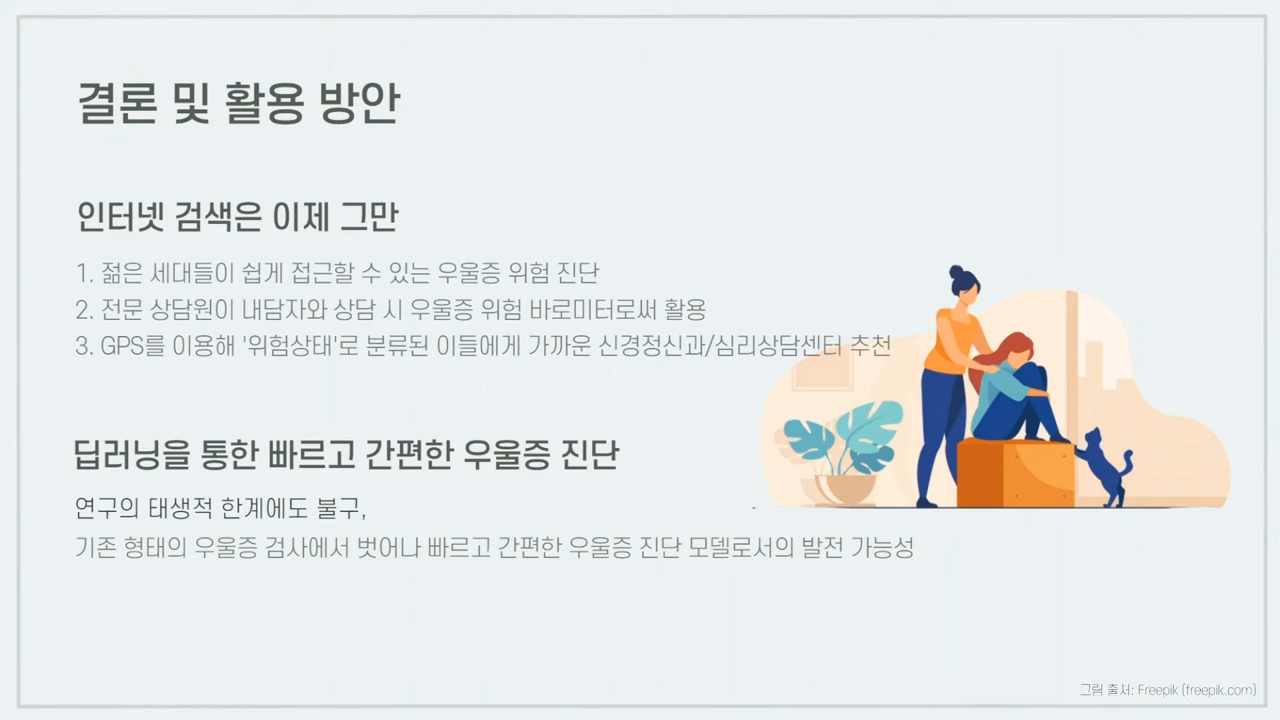 결론 및 활용 방안
인터넷 검색은 이제 그만
1. 젊은 세대들이 쉽게 접근할 수 있는 우울증 위험 진단
2. 전문 상담원이 내담자와 상담 시 우울증 위험 바로미터로써 활용
3. GPS를 이용해 '위험상태'로 분류된 이들에게 가까운 신경정신과/심리상담센터 추천
딥러닝을 통한 빠르고 간편한 우울증 진단
연구의 태생적 한계에도 불구,
기존 형태의 우울증 검사에서 벗어나 빠르고 간편한 우울증 진단 모델로서의 발전 가능성
그림 출처: Freepik (freepik.com)